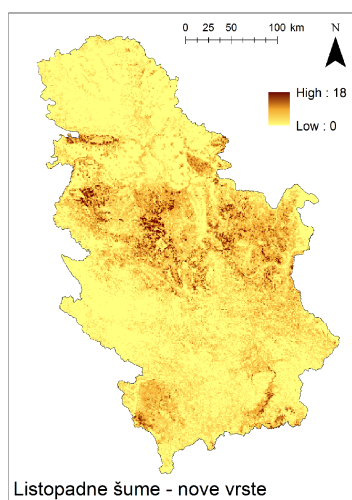 0 25 50 100 km
N
High : 18
Low : 0
Listopadne šume - nove vrste